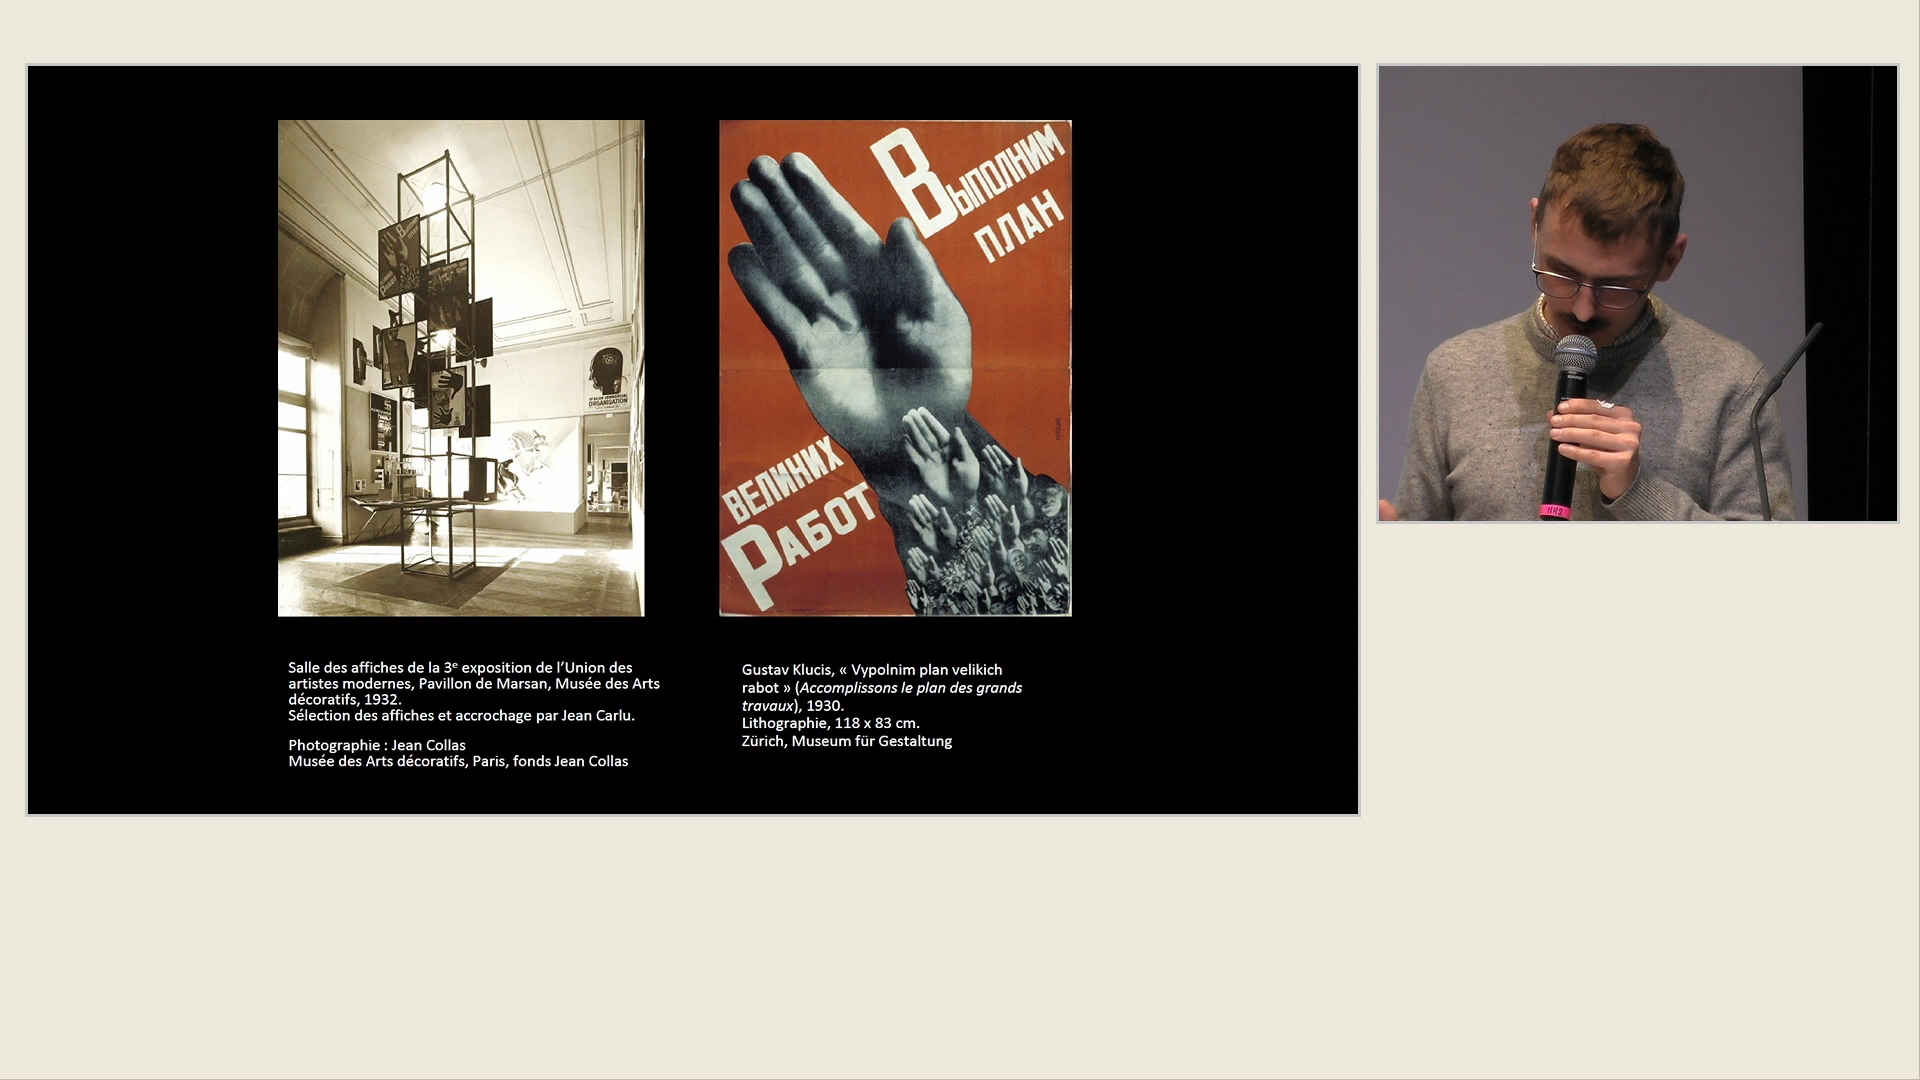 Выполним
план
великих
Работ
ORGANISATION
Salle des affiches de la 3e exposition de l’Union des
artistes modernes, Pavillon de Marsan, Musée des Arts
décoratifs, 1932.
Sélection des affiches et accrochage par Jean Carlu.
Photographie : Jean Collas
Musée des Arts décoratifs, Paris, fonds Jean Collas
Gustav Klucis, « Vypolnim plan velikich
rabot » (Accomplissons le plan des grands
travaux), 1930.
Lithographie, 118 x 83 cm.
Zürich, Museum für Gestaltung
HH2